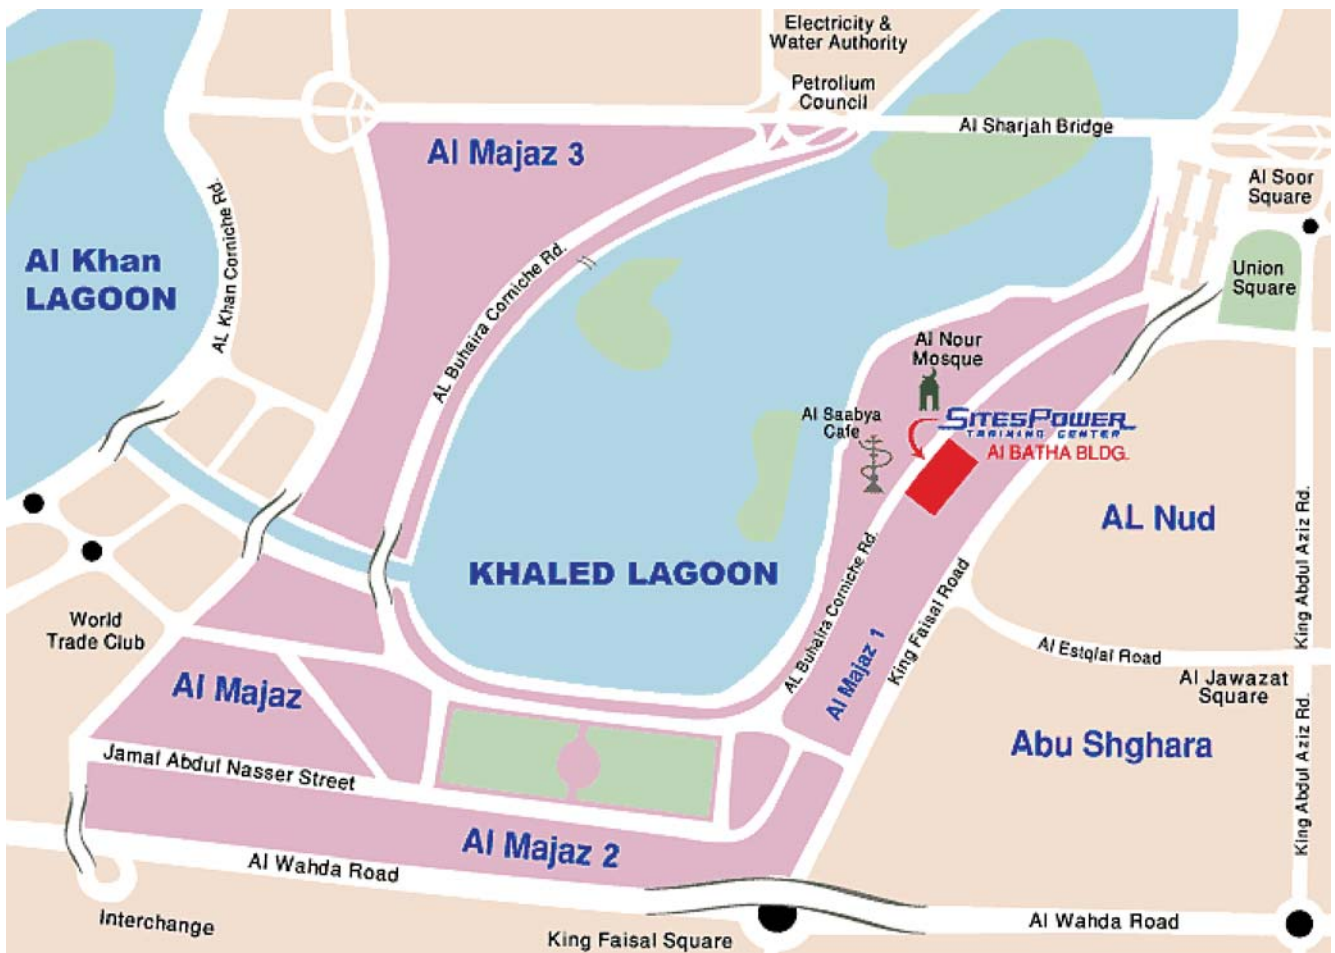 Electricity &
Water Authority
Petrolium
Council
Al Sharjah Bridge
Al Majaz 3
Al Soor
Square
AL Khan Corniche Rd.
Al Khan
LAGOON
AL Buhaira Corniche Rd.
Union
Square
Al Nour
Mosque
Al Saabya
Cafe
SITESPOWER
TRAINING CENTER
Al BATHA BLDG.
AL Nud
King Abdul Aziz Rd.
KHALED LAGOON
AL Buhaira Corniche Rd.
King Faisal Road
World
Trade Club
Al Estqlal Road
Al Majaz
Al Majaz 1
Al Jawazat
Square
Abu Shghara
King Abdul Aziz Rd.
Jamal Abdul Nasser Street
Al Majaz 2
Al Wahda Road
Interchange
King Faisal Square
Al Wahda Road